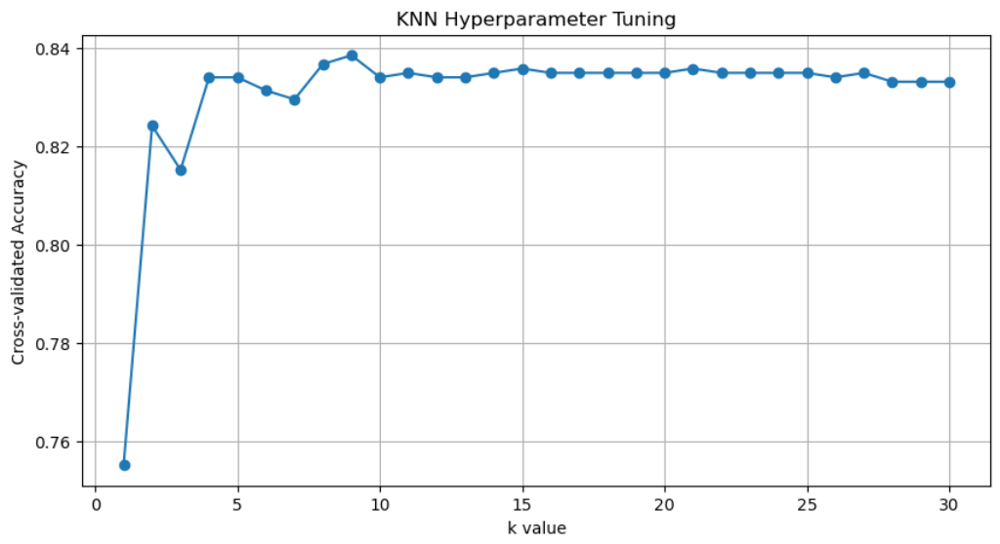 KNN Hyperparameter Tuning
Cross-validated Accuracy
0.84
0.82
0.80
0.78
0.76
0 5 10 15 20 25 30
k value